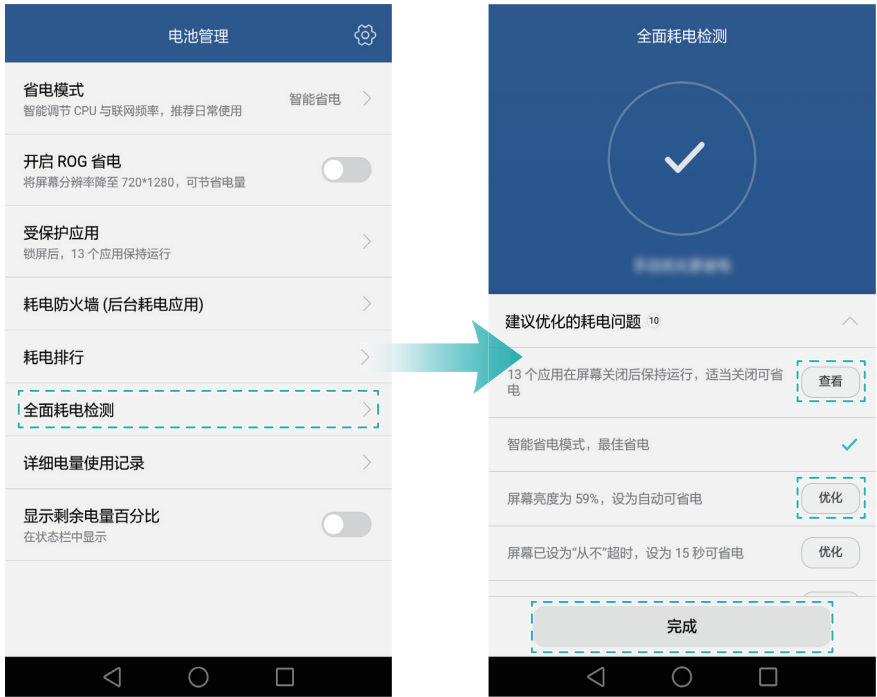 电池管理
省电模式
智能调节 CPU 与联网频率，推荐日常使用
智能省电
开启 ROG 省电
将屏幕分辨率降至 720*1280，可节省电量
受保护应用
锁屏后，13 个应用保持运行
耗电防火墙 (后台耗电应用)
耗电排行
全面耗电检测
详细电量使用记录
显示剩余电量百分比
在状态栏中显示
全面耗电检测
建议优化的耗电问题 10
13 个应用在屏幕关闭后保持运行，适当关闭可省
电
查看
智能省电模式，最佳省电
屏幕亮度为 59%，设为自动可省电
优化
屏幕已设为“从不”超时，设为 15 秒可省电
优化
完成